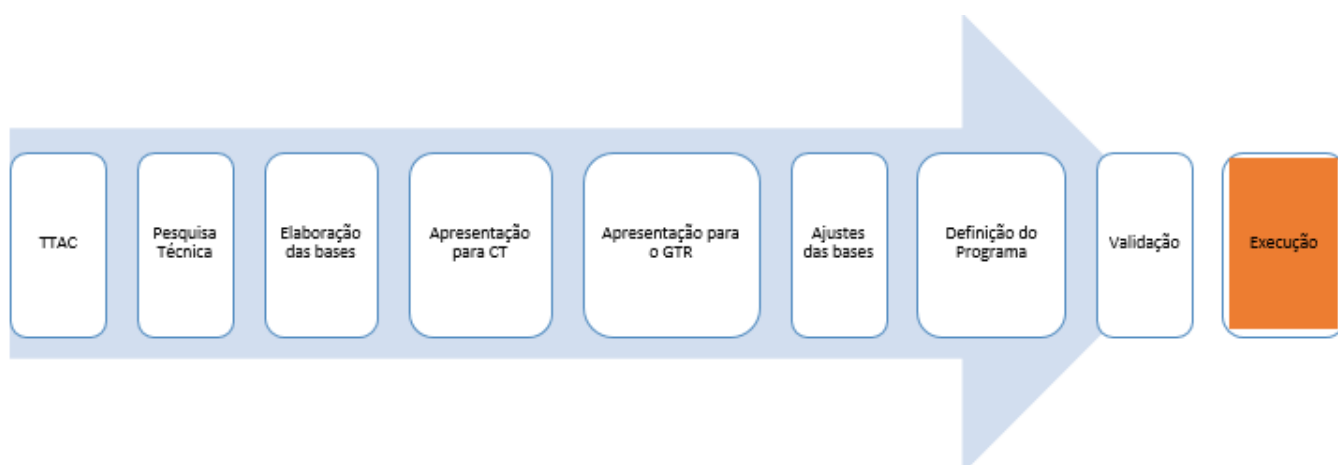 TTAC
Pesquisa
Técnica
Elaboração
das bases
Apresentação
para CT
Apresentação para
o GTR
Ajustes
das bases
Definição do
Programa
Validação
Execução